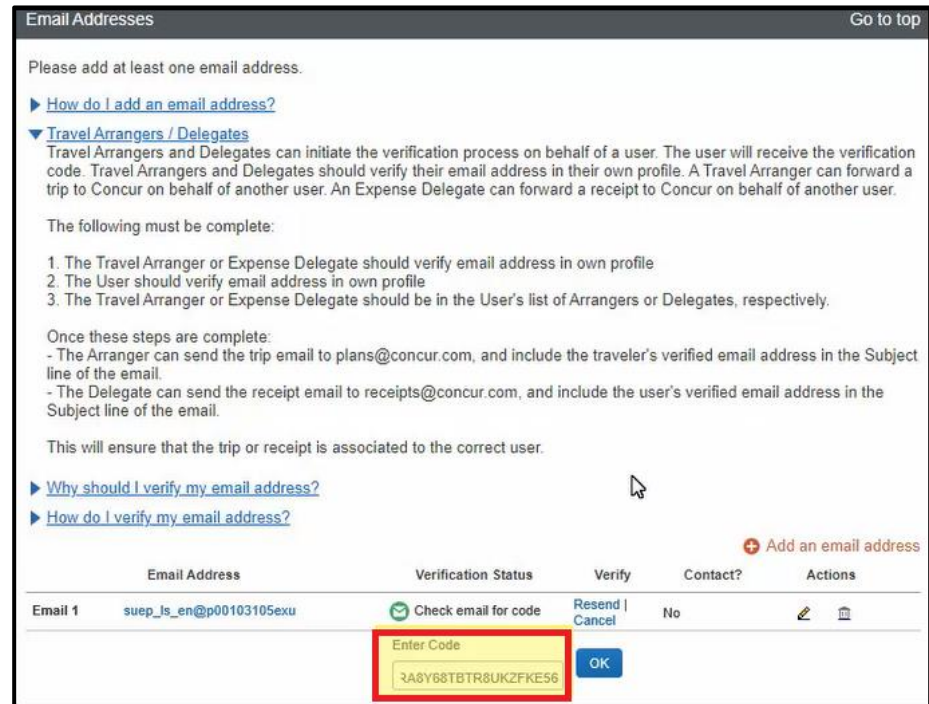 Email Addresses Go to top
Please add at least one email address.
How do I add an email address?
Travel Arrangers / Delegates
Travel Arrangers and Delegates can initiate the verification process on behalf of a user. The user will receive the verification
code. Travel Arrangers and Delegates should verify their email address in their own profile. A Travel Arranger can forward a
trip to Concur on behalf of another user. An Expense Delegate can forward a receipt to Concur on behalf of another user.
The following must be complete:
1. The Travel Arranger or Expense Delegate should verify email address in own profile
2. The User should verify email address in own profile
3. The Travel Arranger or Expense Delegate should be in the User's list of Arrangers or Delegates, respectively.
Once these steps are complete:
- The Arranger can send the trip email to plans@concur.com, and include the traveler's verified email address in the Subject
line of the email.
- The Delegate can send the receipt email to receipts@concur.com, and include the user's verified email address in the
Subject line of the email.
This will ensure that the trip or receipt is associated to the correct user.
Why should I verify my email address?
How do I verify my email address?
Add an email address
Email Address Verification Status Verify Contact? Actions
Email 1 suep_ls_en@p00103105exu Check email for code Resend | Cancel No
Enter Code
RA8Y68TBTR8UKZFKE56 OK